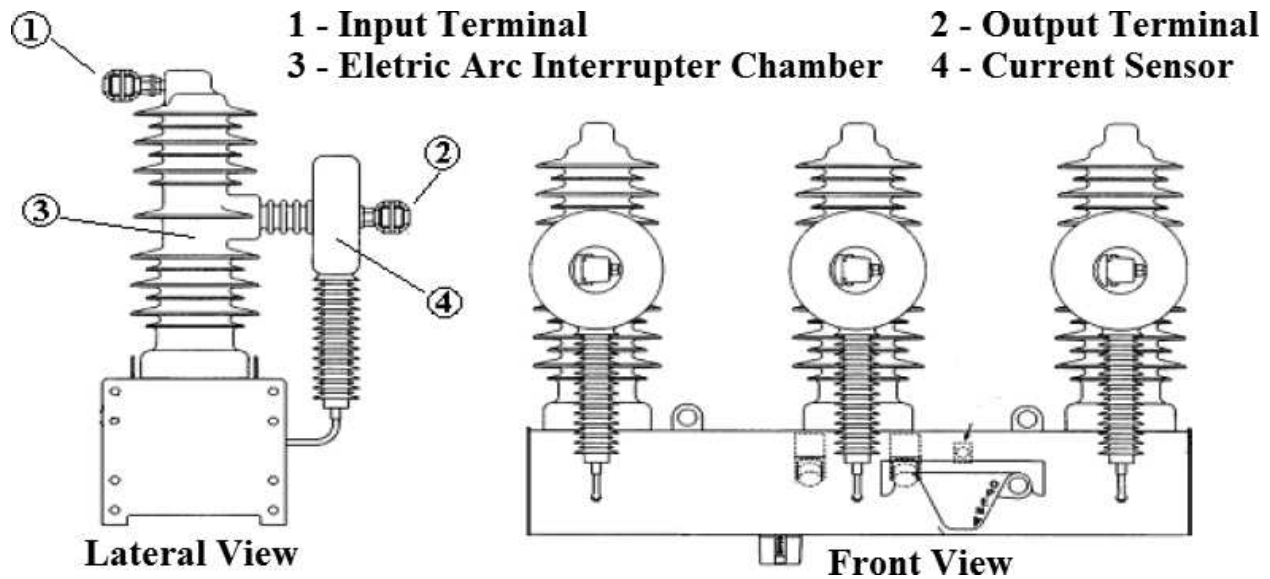 1 - Input Terminal
2 - Output Terminal
3 - Eletric Arc Interrupter Chamber
4 - Current Sensor
1
2
3
4
Lateral View
Front View